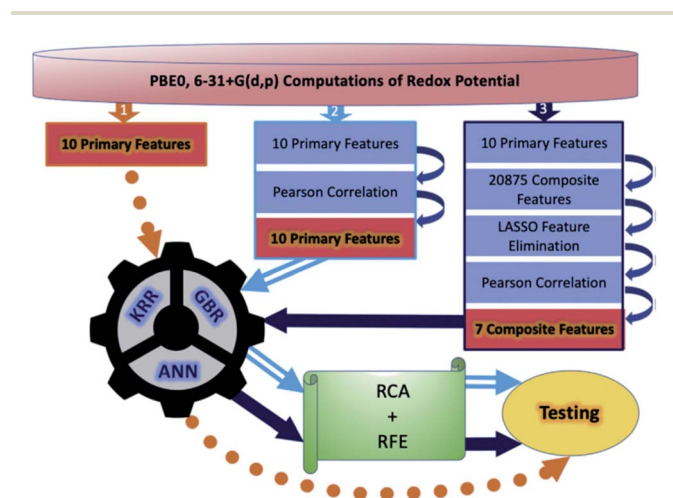 PBE0, 6-31+G(d,p) Computations of Redox Potential
1
2
3
10 Primary Features
10 Primary Features
Pearson Correlation
10 Primary Features
10 Primary Features
20875 Composite
Features
LASSO Feature
Elimination
Pearson Correlation
7 Composite Features
KRR
GBR
ANN
RCA
+
RFE
Testing